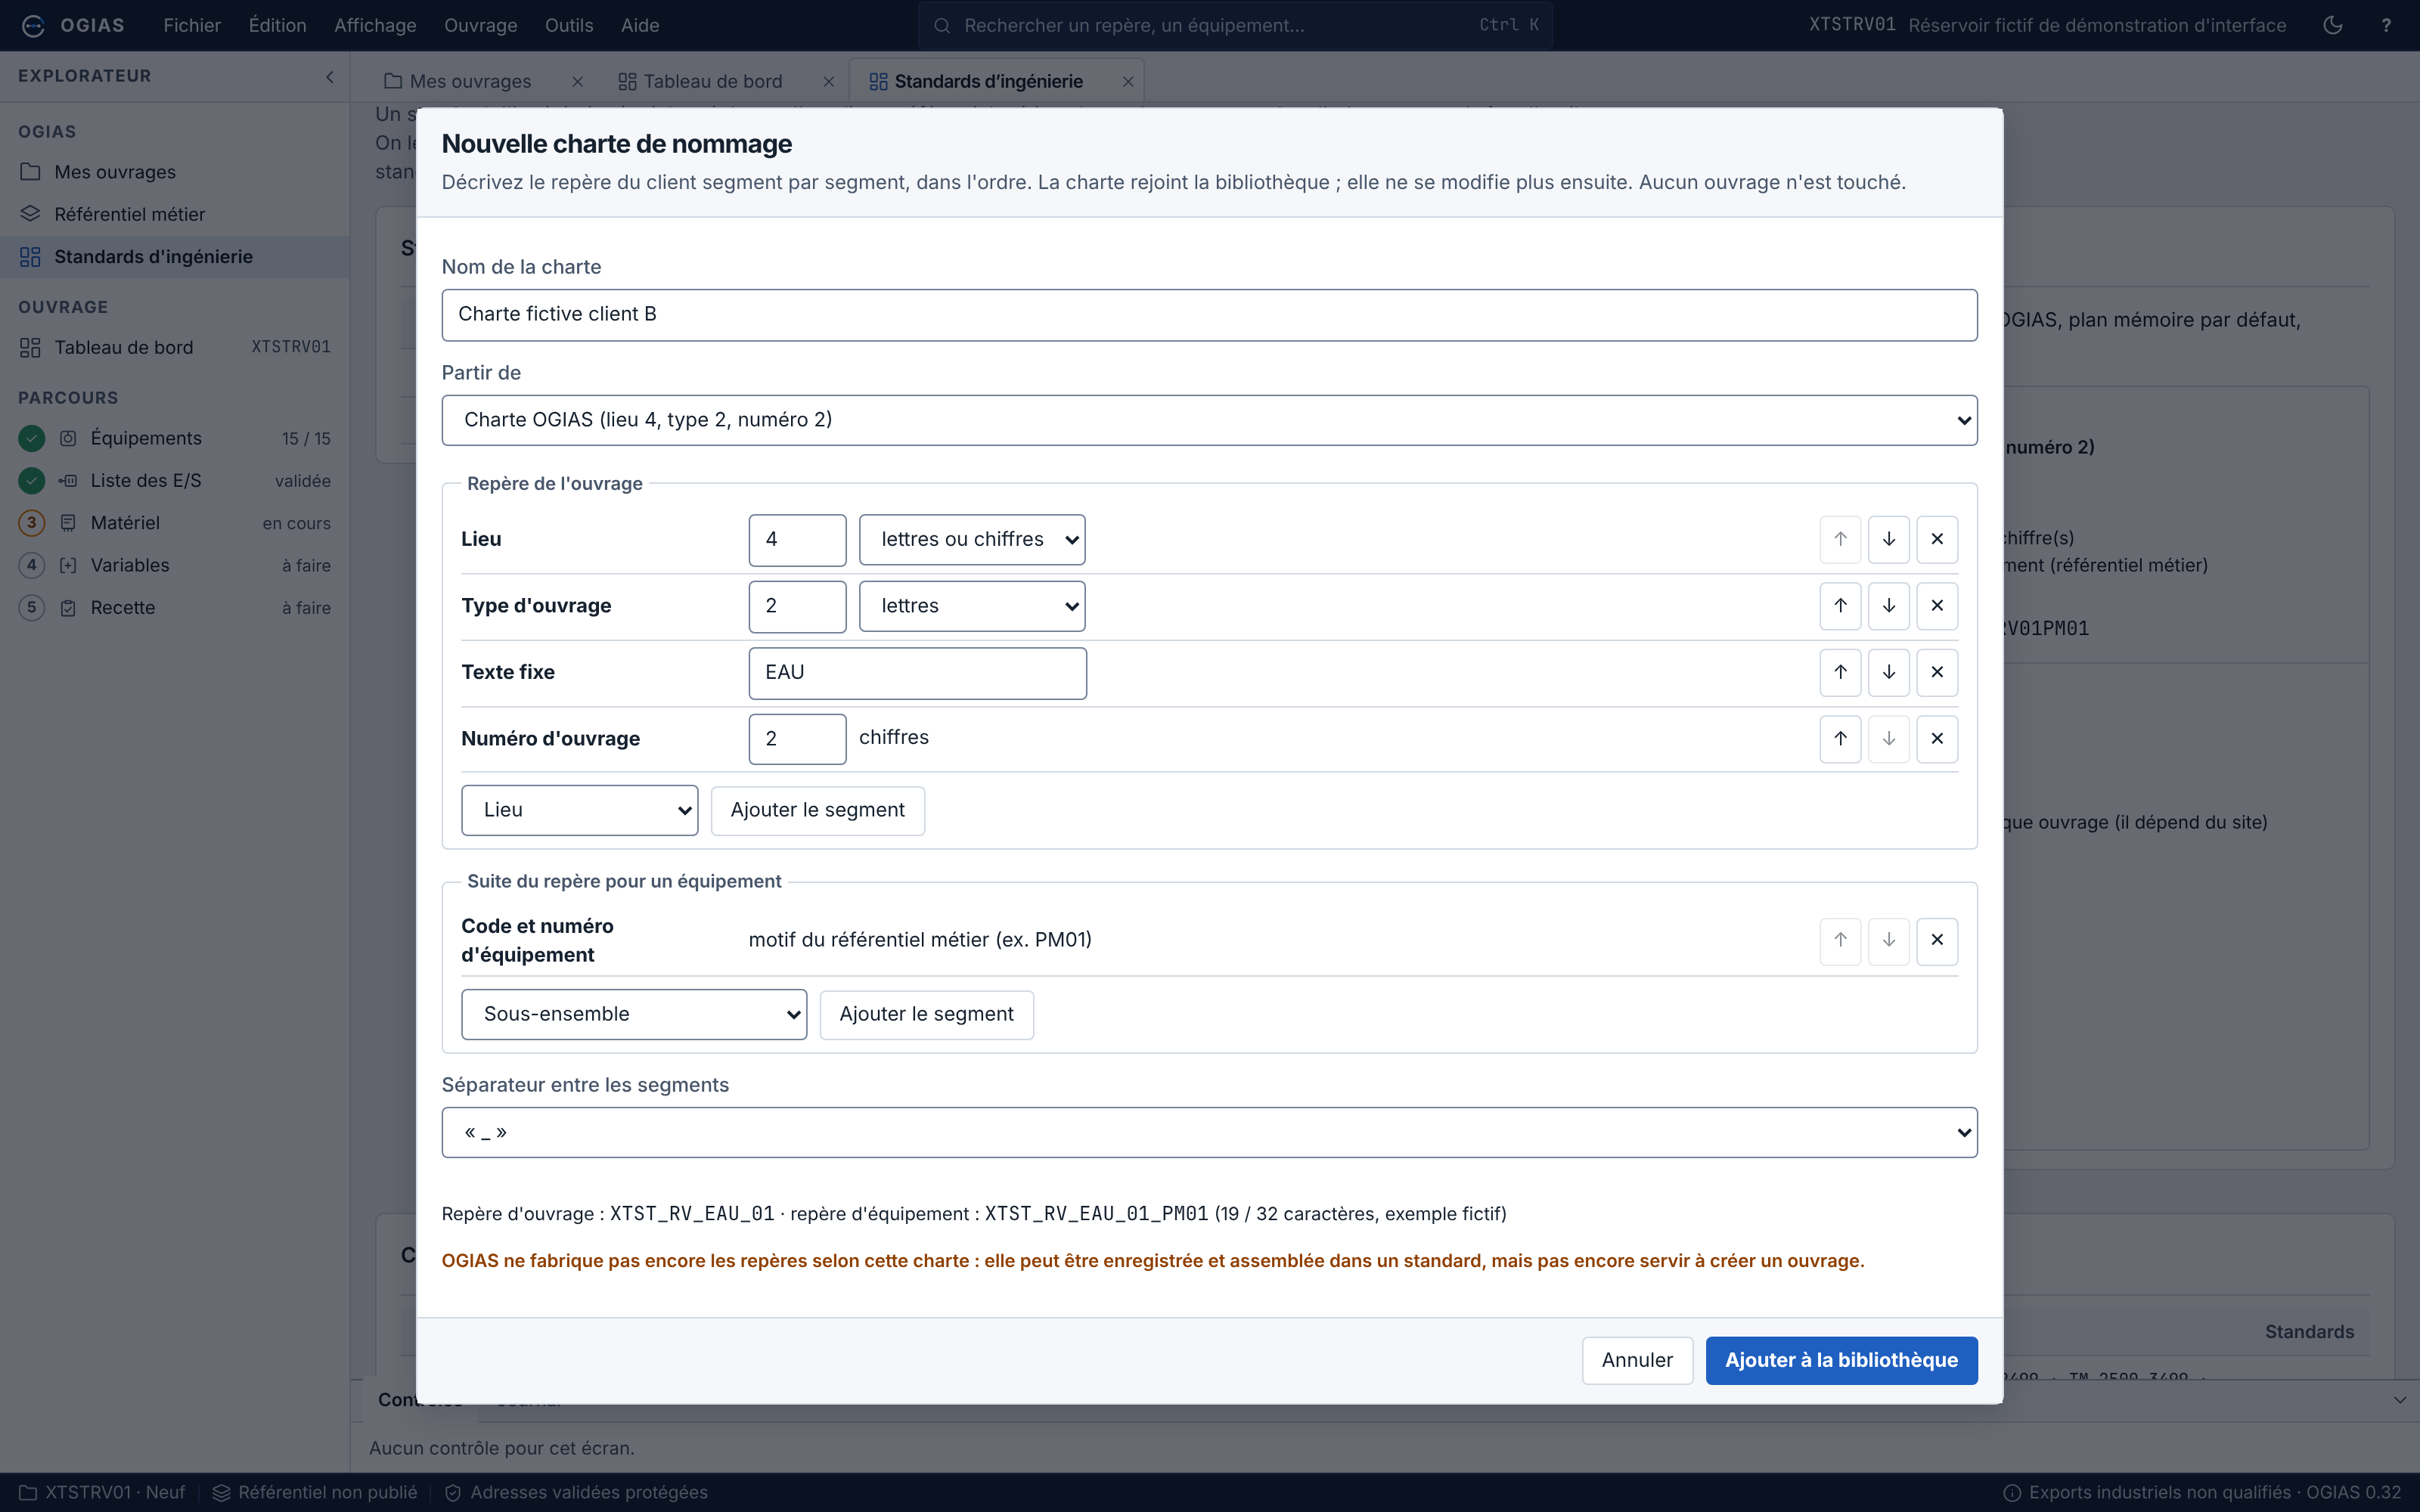 OGIAS Fichier Édition Affichage Ouvrage Outils Aide Rechercher un repère, un équipement... Ctrl K XTSTRV01 Réservoir fictif de démonstration d'interface ?
EXPLORATEUR
Mes ouvrages Tableau de bord Standards d'ingénierie
OGIAS
Mes ouvrages
Référentiel métier
Standards d'ingénierie
OUVRAGE
Tableau de bord XTSTRV01
PARCOURS
Équipements 15 / 15
Liste des E/S validée
3 Matériel en cours
4 Variables à faire
5 Recette à faire
Un s
On le
stan
Nouvelle charte de nommage
Décrivez le repère du client segment par segment, dans l'ordre. La charte rejoint la bibliothèque ; elle ne se modifie plus ensuite. Aucun ouvrage n'est touché.
Nom de la charte
Charte fictive client B
Partir de
Charte OGIAS (lieu 4, type 2, numéro 2)
Repère de l'ouvrage
Lieu 4 lettres ou chiffres
Type d'ouvrage 2 lettres
Texte fixe EAU
Numéro d'ouvrage 2 chiffres
Lieu Ajouter le segment
Suite du repère pour un équipement
Code et numéro
d'équipement motif du référentiel métier (ex. PM01)
Sous-ensemble Ajouter le segment
Séparateur entre les segments
« _ »
Repère d'ouvrage : XTST_RV_EAU_01 · repère d'équipement : XTST_RV_EAU_01_PM01 (19 / 32 caractères, exemple fictif)
OGIAS ne fabrique pas encore les repères selon cette charte : elle peut être enregistrée et assemblée dans un standard, mais pas encore servir à créer un ouvrage.
Annuler Ajouter à la bibliothèque
OGIAS, plan mémoire par défaut,
numéro 2)
chiffre(s)
ment (référentiel métier)
RV01PM01
que ouvrage (il dépend du site)
Standards
Aucun contrôle pour cet écran.
XTSTRV01 · Neuf Référentiel non publié Adresses validées protégées Exports industriels non qualifiés · OGIAS 0.32